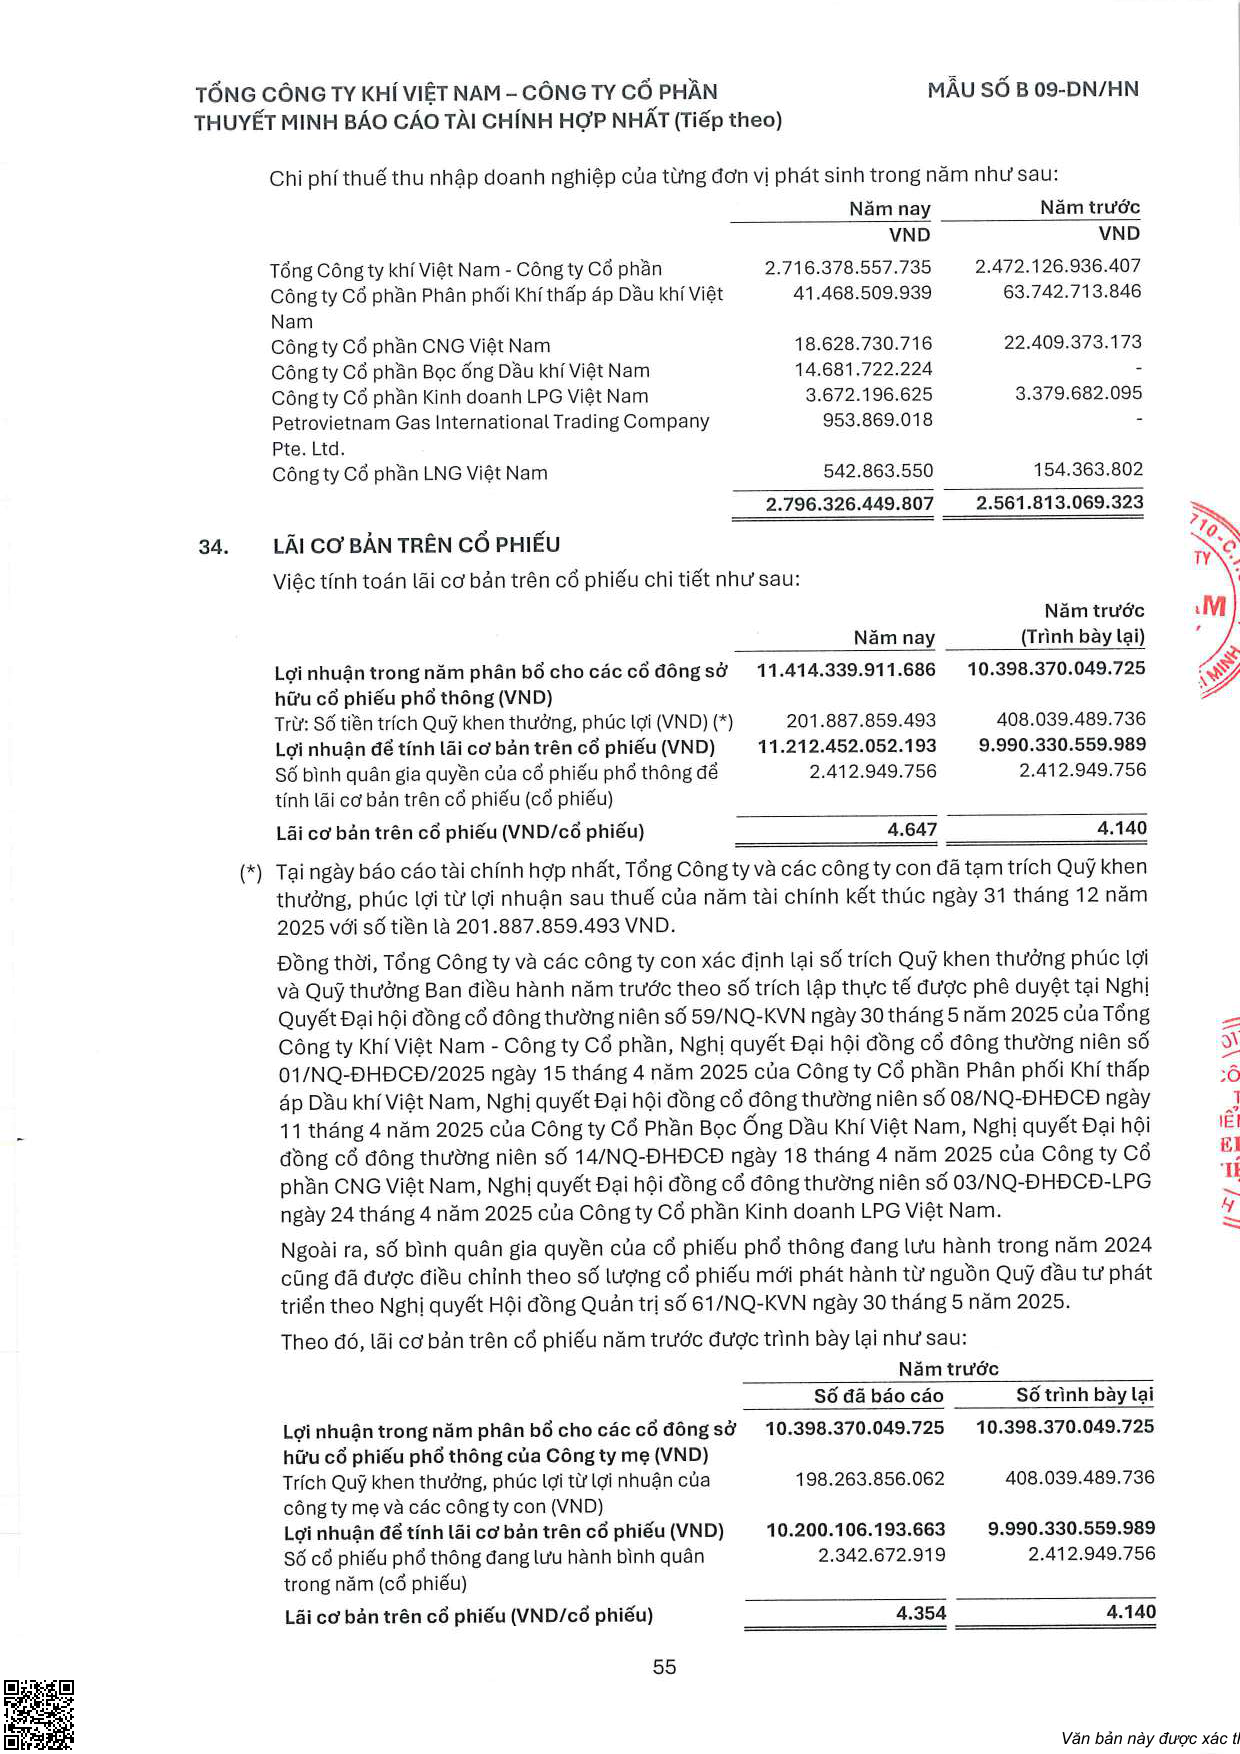 TỔNG CÔNG TY KHÍ VIỆT NAM – CÔNG TY CỔ PHẦN MẪU SỐ B 09-DN/HN
THUYẾT MINH BÁO CÁO TÀI CHÍNH HỢP NHẤT (Tiếp theo)
Chi phí thuế thu nhập doanh nghiệp của từng đơn vị phát sinh trong năm như sau:
Năm nay Năm trước
VND VND
Tổng Công ty khí Việt Nam - Công ty Cổ phần 2.716.378.557.735 2.472.126.936.407
Công ty Cổ phần Phân phối Khí thấp áp Dầu khí Việt 41.468.509.939 63.742.713.846
Nam
Công ty Cổ phần CNG Việt Nam 18.628.730.716 22.409.373.173
Công ty Cổ phần Bọc ống Dầu khí Việt Nam 14.681.722.224 -
Công ty Cổ phần Kinh doanh LPG Việt Nam 3.672.196.625 3.379.682.095
Petrovietnam Gas International Trading Company 953.869.018 -
Pte. Ltd.
Công ty Cổ phần LNG Việt Nam 542.863.550 154.363.802
2.796.326.449.807 2.561.813.069.323
34. LÃI CƠ BẢN TRÊN CỔ PHIẾU
Việc tính toán lãi cơ bản trên cổ phiếu chi tiết như sau:
Năm trước
Năm nay (Trình bày lại)
Lợi nhuận trong năm phân bổ cho các cổ đông sở 11.414.339.911.686 10.398.370.049.725
hữu cổ phiếu phổ thông (VND)
Trừ: Số tiền trích Quỹ khen thưởng, phúc lợi (VND) (*) 201.887.859.493 408.039.489.736
Lợi nhuận để tính lãi cơ bản trên cổ phiếu (VND) 11.212.452.052.193 9.990.330.559.989
Số bình quân gia quyền của cổ phiếu phổ thông để 2.412.949.756 2.412.949.756
tính lãi cơ bản trên cổ phiếu (cổ phiếu)
Lãi cơ bản trên cổ phiếu (VND/cổ phiếu) 4.647 4.140
(*) Tại ngày báo cáo tài chính hợp nhất, Tổng Công ty và các công ty con đã tạm trích Quỹ khen
thưởng, phúc lợi từ lợi nhuận sau thuế của năm tài chính kết thúc ngày 31 tháng 12 năm
2025 với số tiền là 201.887.859.493 VND.
Đồng thời, Tổng Công ty và các công ty con xác định lại số trích Quỹ khen thưởng phúc lợi
và Quỹ thưởng Ban điều hành năm trước theo số trích lập thực tế được phê duyệt tại Nghị
Quyết Đại hội đồng cổ đông thường niên số 59/NQ-KVN ngày 30 tháng 5 năm 2025 của Tổng
Công ty Khí Việt Nam - Công ty Cổ phần, Nghị quyết Đại hội đồng cổ đông thường niên số
01/NQ-ĐHĐCĐ/2025 ngày 15 tháng 4 năm 2025 của Công ty Cổ phần Phân phối Khí thấp
áp Dầu khí Việt Nam, Nghị quyết Đại hội đồng cổ đông thường niên số 08/NQ-ĐHĐCĐ ngày
11 tháng 4 năm 2025 của Công ty Cổ Phần Bọc Ống Dầu Khí Việt Nam, Nghị quyết Đại hội
đồng cổ đông thường niên số 14/NQ-ĐHĐCĐ ngày 18 tháng 4 năm 2025 của Công ty Cổ
phần CNG Việt Nam, Nghị quyết Đại hội đồng cổ đông thường niên số 03/NQ-ĐHĐCĐ-LPG
ngày 24 tháng 4 năm 2025 của Công ty Cổ phần Kinh doanh LPG Việt Nam.
Ngoài ra, số bình quân gia quyền của cổ phiếu phổ thông đang lưu hành trong năm 2024
cũng đã được điều chỉnh theo số lượng cổ phiếu mới phát hành từ nguồn Quỹ đầu tư phát
triển theo Nghị quyết Hội đồng Quản trị số 61/NQ-KVN ngày 30 tháng 5 năm 2025.
Theo đó, lãi cơ bản trên cổ phiếu năm trước được trình bày lại như sau:
Năm trước
Số đã báo cáo Số trình bày lại
Lợi nhuận trong năm phân bổ cho các cổ đông sở 10.398.370.049.725 10.398.370.049.725
hữu cổ phiếu phổ thông của Công ty mẹ (VND)
Trích Quỹ khen thưởng, phúc lợi từ lợi nhuận của 198.263.856.062 408.039.489.736
công ty mẹ và các công ty con (VND)
Lợi nhuận để tính lãi cơ bản trên cổ phiếu (VND) 10.200.106.193.663 9.990.330.559.989
Số cổ phiếu phổ thông đang lưu hành bình quân 2.342.672.919 2.412.949.756
trong năm (cổ phiếu)
Lãi cơ bản trên cổ phiếu (VND/cổ phiếu) 4.354 4.140
55
Văn bản này được xác